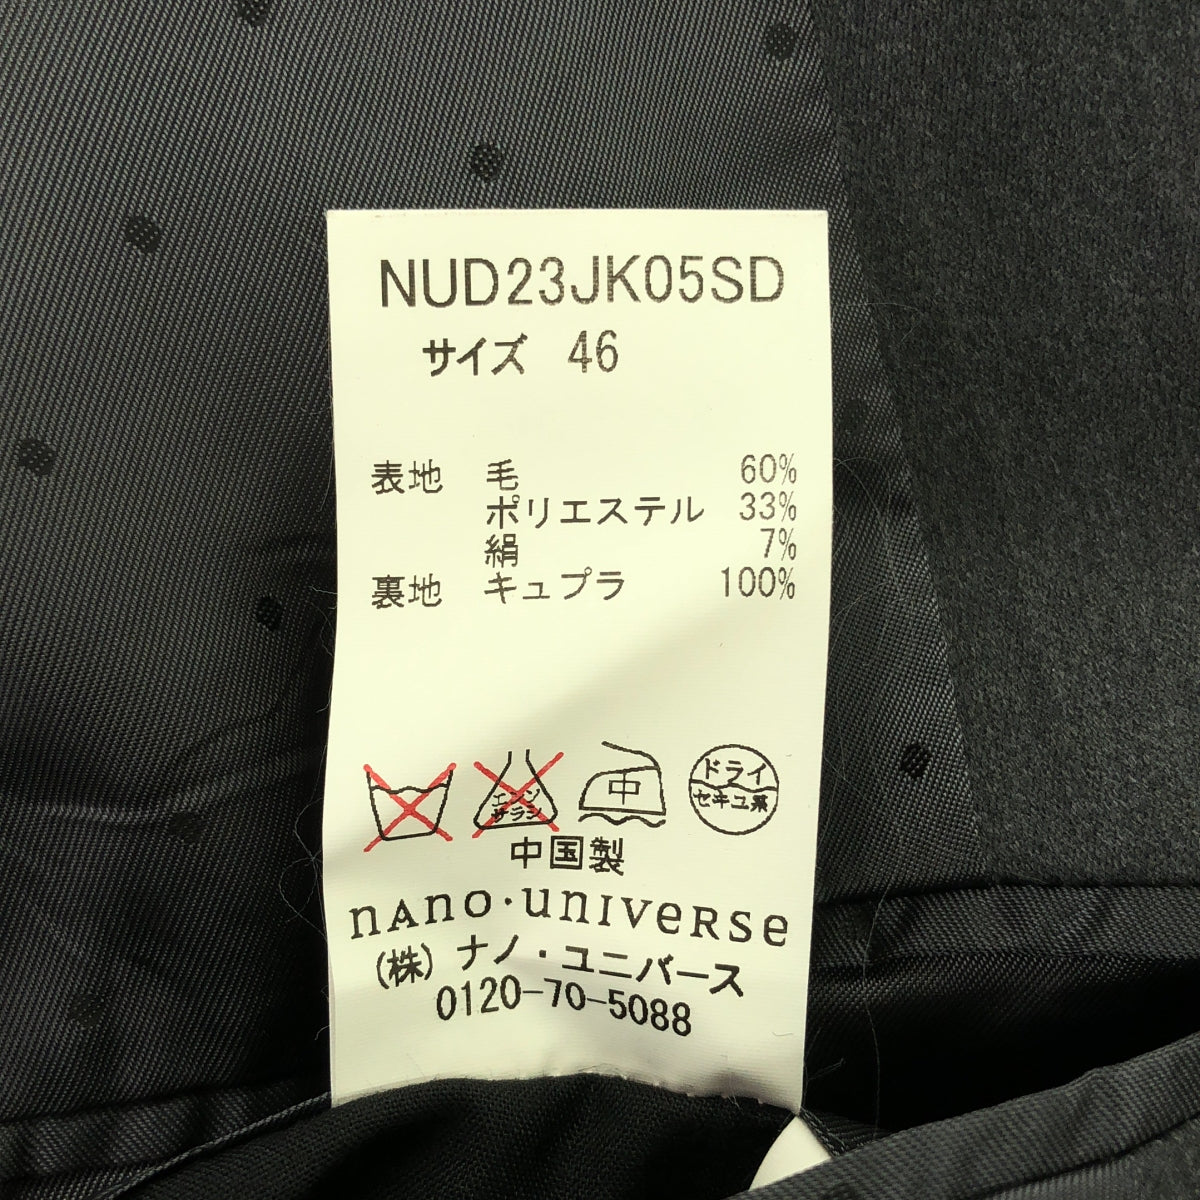 NUD23JK05SD
サイズ 46
表地 毛 60%
ポリエステル 33%
絹 7%
裏地 キュプラ 100%
エンソ サラシ
中
ドライ
セキユ系
中国製
nano・universe
(株) ナノ・ユニバース
0120-70-5088